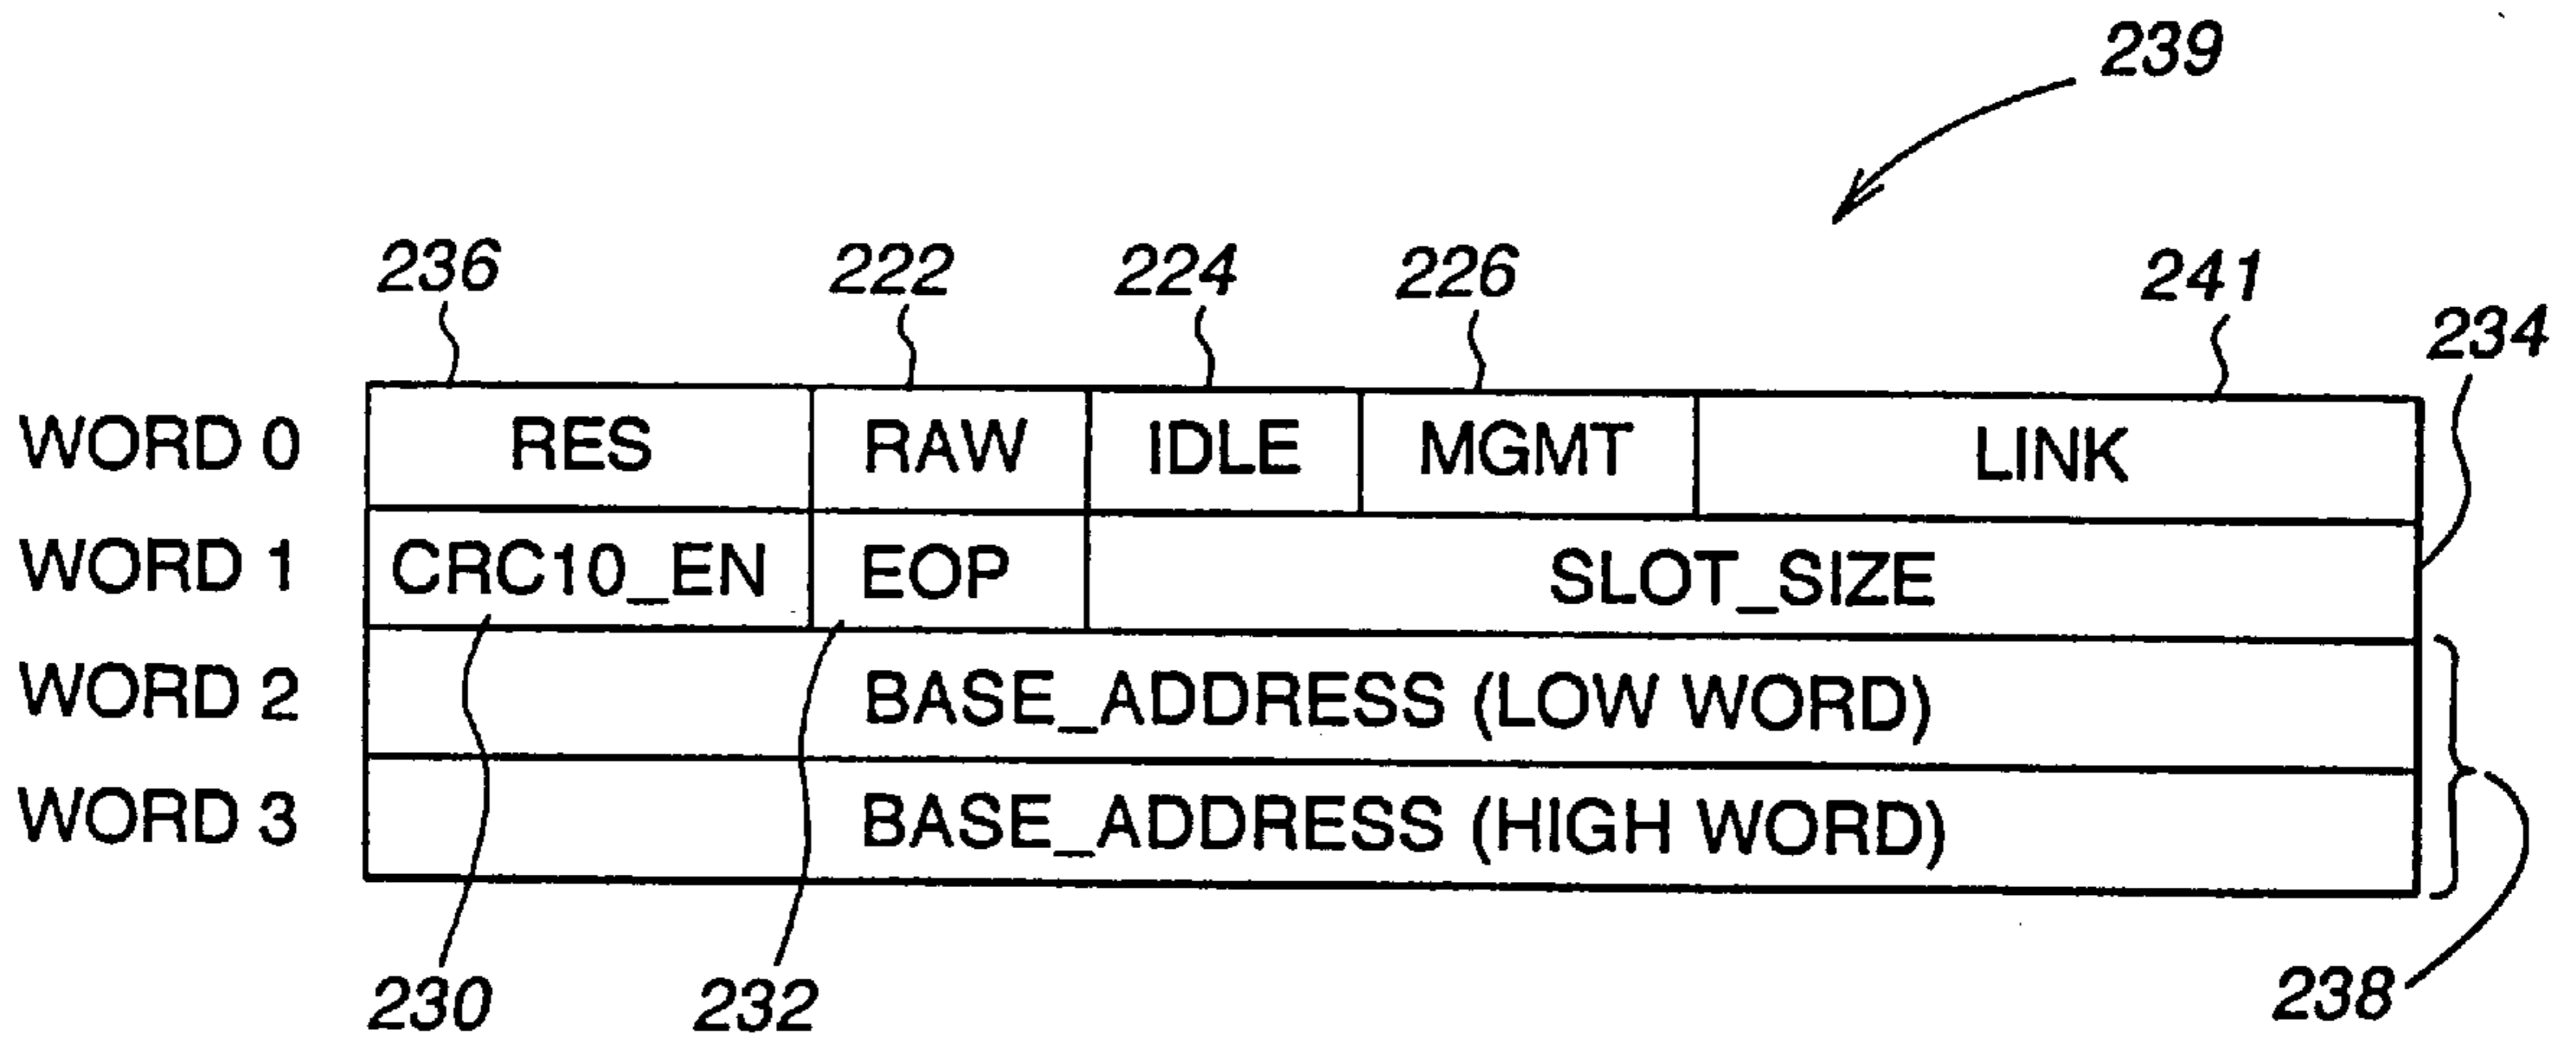 239
236 222 224 226 241
234
WORD 0 RES RAW IDLE MGMT LINK
WORD 1 CRC10_EN EOP SLOT_SIZE
WORD 2 BASE_ADDRESS (LOW WORD)
WORD 3 BASE_ADDRESS (HIGH WORD)
230 232 238